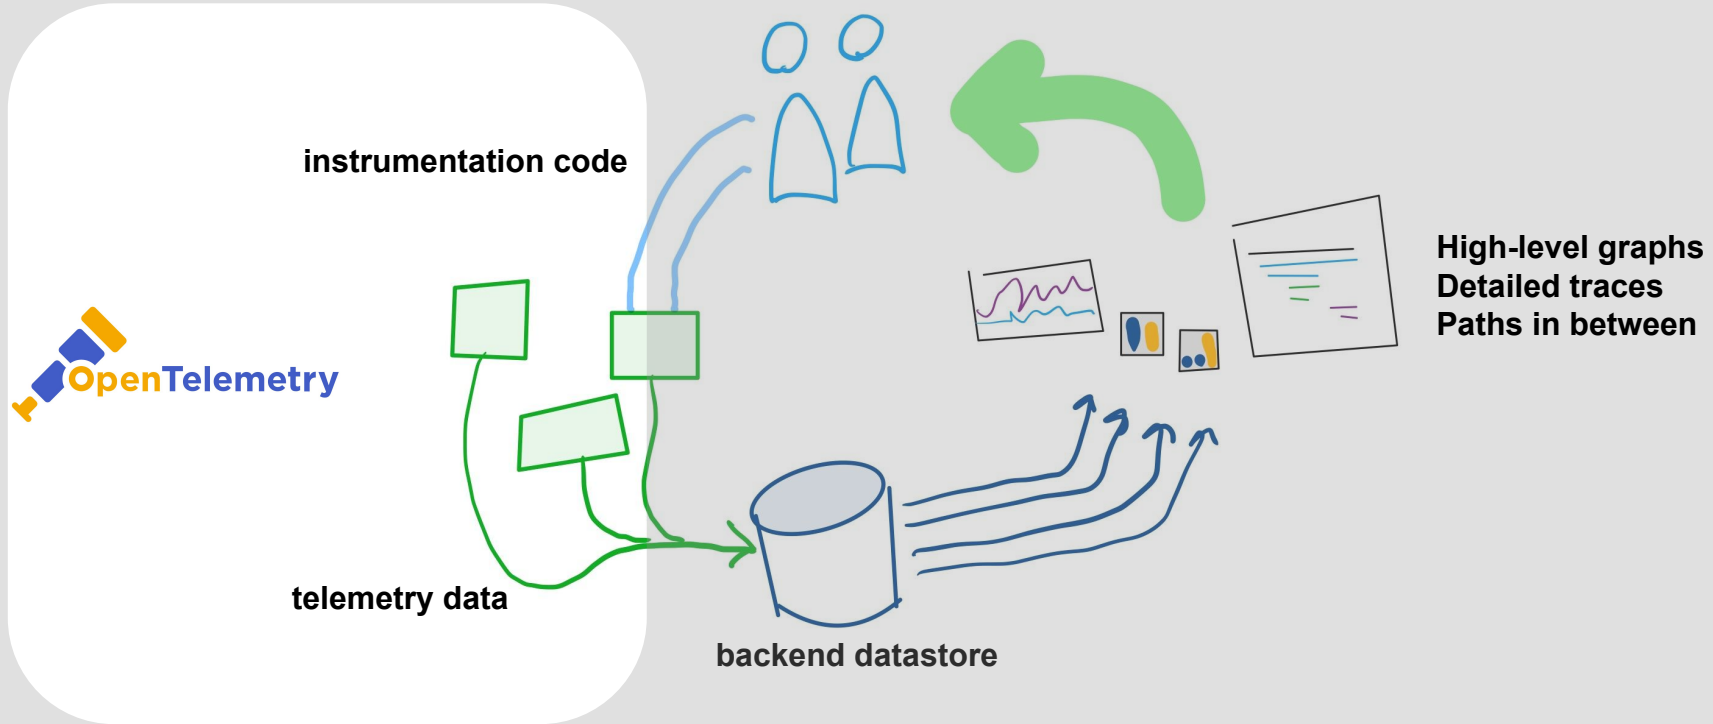 instrumentation code
OpenTelemetry
telemetry data
backend datastore
High-level graphs
Detailed traces
Paths in between